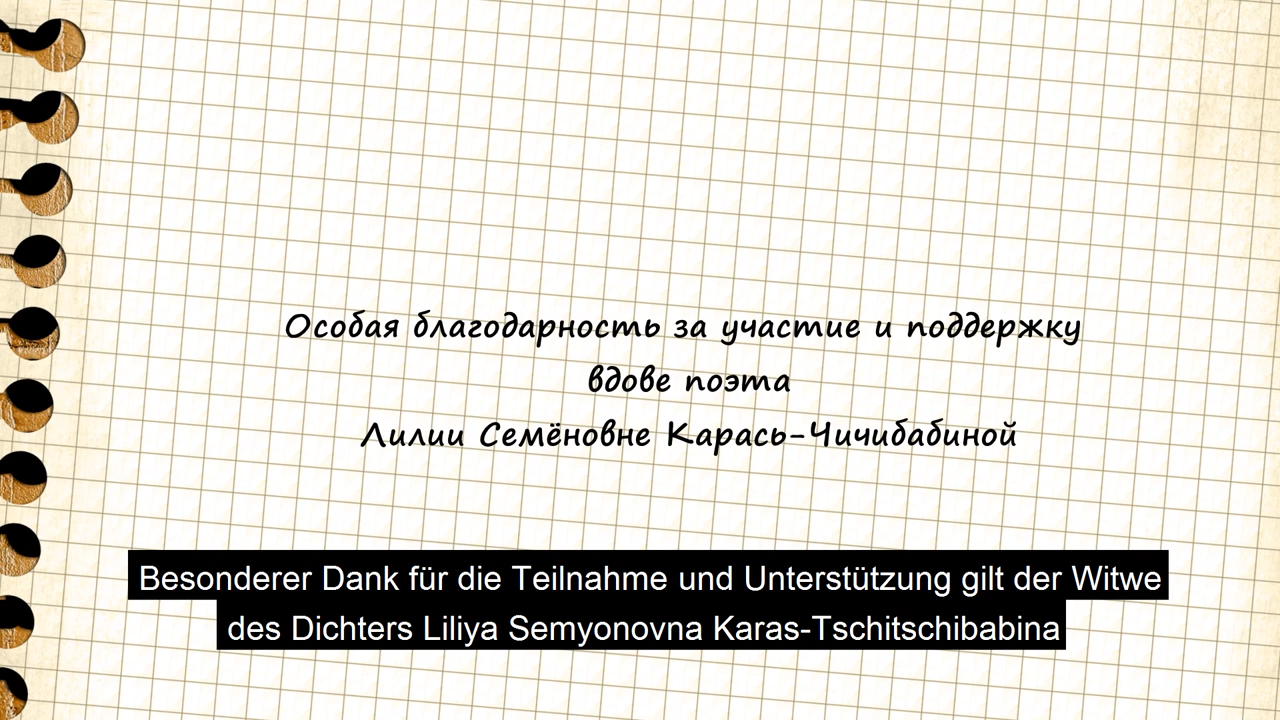 Особая благодарность за участие и поддержку
вдове поэта
Лилии Семёновне Карась-Чичибабиной
Besonderer Dank für die Teilnahme und Unterstützung gilt der Witwe
des Dichters Liliya Semyonovna Karas-Tschitschibabina